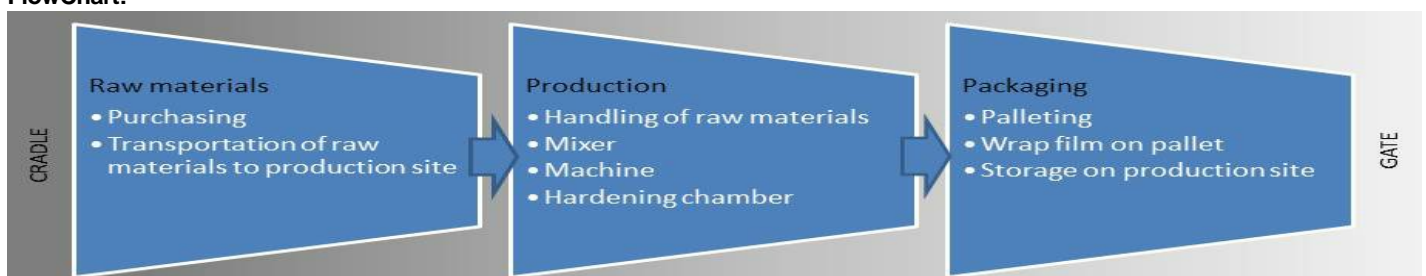 FlowChart:
CRADLE
Raw materials
• Purchasing
• Transportation of raw
materials to production site
Production
• Handling of raw materials
• Mixer
• Machine
• Hardening chamber
Packaging
• Palleting
• Wrap film on pallet
• Storage on production site
GATE